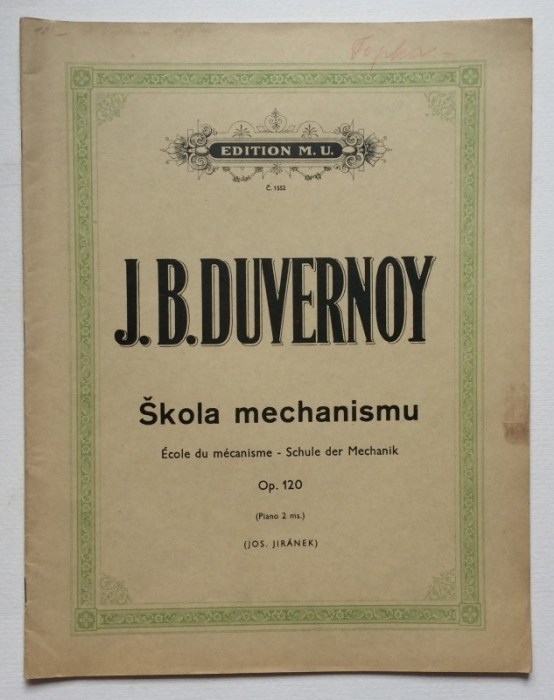 EDITION M. U.
Č. 1552
J. B. DUVERNOY
Škola mechanismu
École du mécanisme - Schule der Mechanik
Op. 120
(Piano 2 ms.)
(JOS. JIRÁNEK)